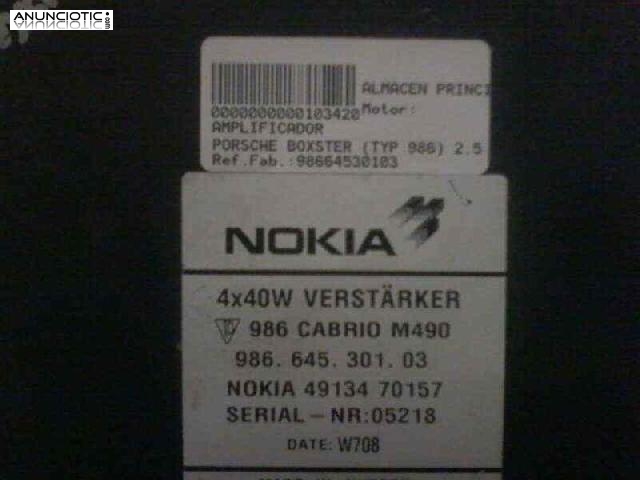 ANUNCIOTIC.es
ALMACEN PRINCI
0000000000103420 Motor:
AMPLIFICADOR
PORSCHE BOXSTER (TYP 986) 2.5
Ref.Fab.:98664530103
NOKIA
4x40W VERSTÄRKER
986 CABRIO M490
986. 645. 301. 03
NOKIA 49134 70157
SERIAL – NR:05218
DATE: W708